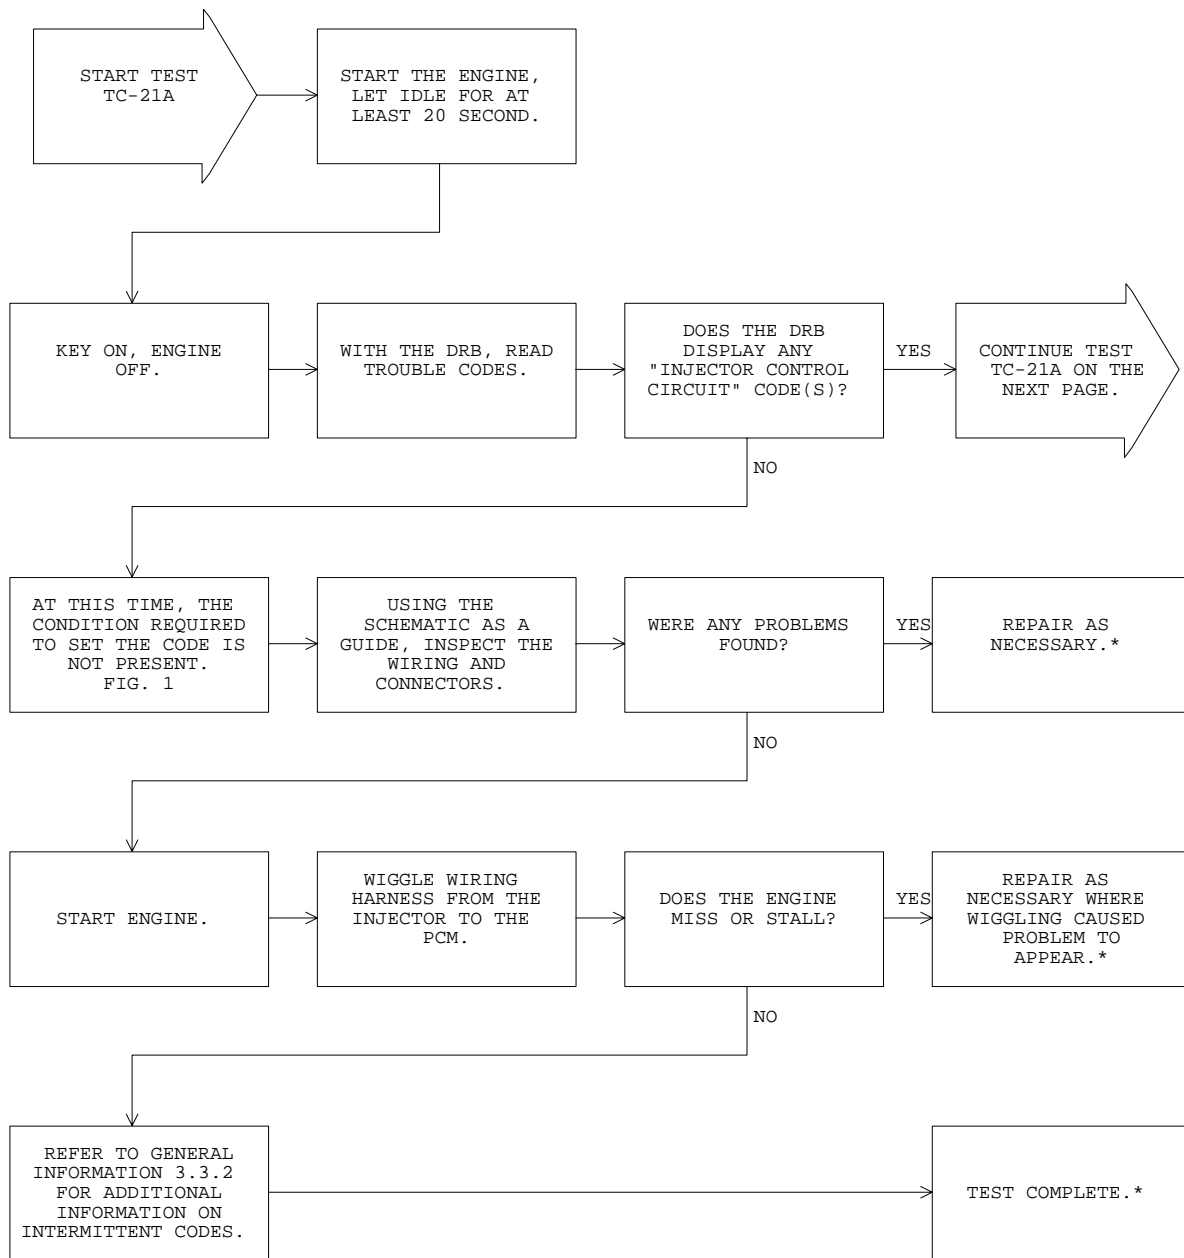 START TEST
TC-21A
START THE ENGINE,
LET IDLE FOR AT
LEAST 20 SECOND.
KEY ON, ENGINE
OFF.
WITH THE DRB, READ
TROUBLE CODES.
DOES THE DRB
DISPLAY ANY
"INJECTOR CONTROL
CIRCUIT" CODE(S)?
YES
CONTINUE TEST
TC-21A ON THE
NEXT PAGE.
NO
AT THIS TIME, THE
CONDITION REQUIRED
TO SET THE CODE IS
NOT PRESENT.
FIG. 1
USING THE
SCHEMATIC AS A
GUIDE, INSPECT THE
WIRING AND
CONNECTORS.
WERE ANY PROBLEMS
FOUND?
YES
REPAIR AS
NECESSARY.*
NO
START ENGINE.
WIGGLE WIRING
HARNESS FROM THE
INJECTOR TO THE
PCM.
DOES THE ENGINE
MISS OR STALL?
YES
REPAIR AS
NECESSARY WHERE
WIGGLING CAUSED
PROBLEM TO
APPEAR.*
NO
REFER TO GENERAL
INFORMATION 3.3.2
FOR ADDITIONAL
INFORMATION ON
INTERMITTENT CODES.
TEST COMPLETE.*